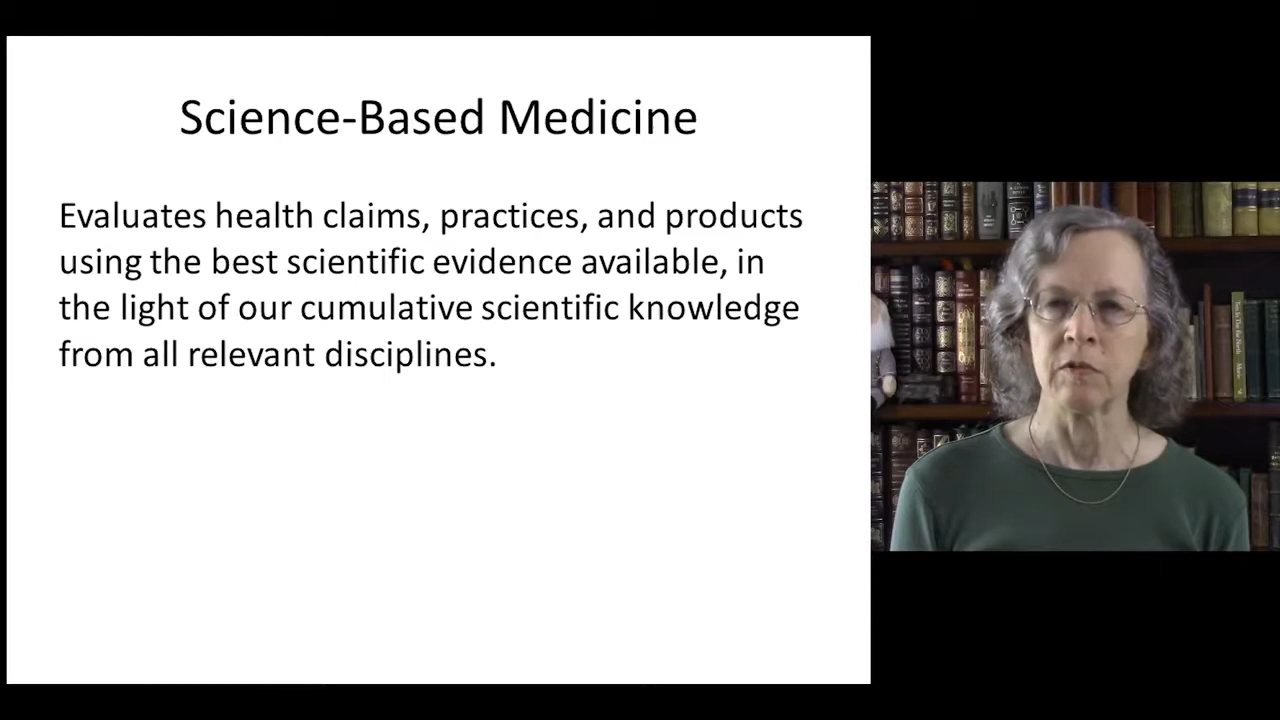 Science-Based Medicine
Evaluates health claims, practices, and products
using the best scientific evidence available, in
the light of our cumulative scientific knowledge
from all relevant disciplines.